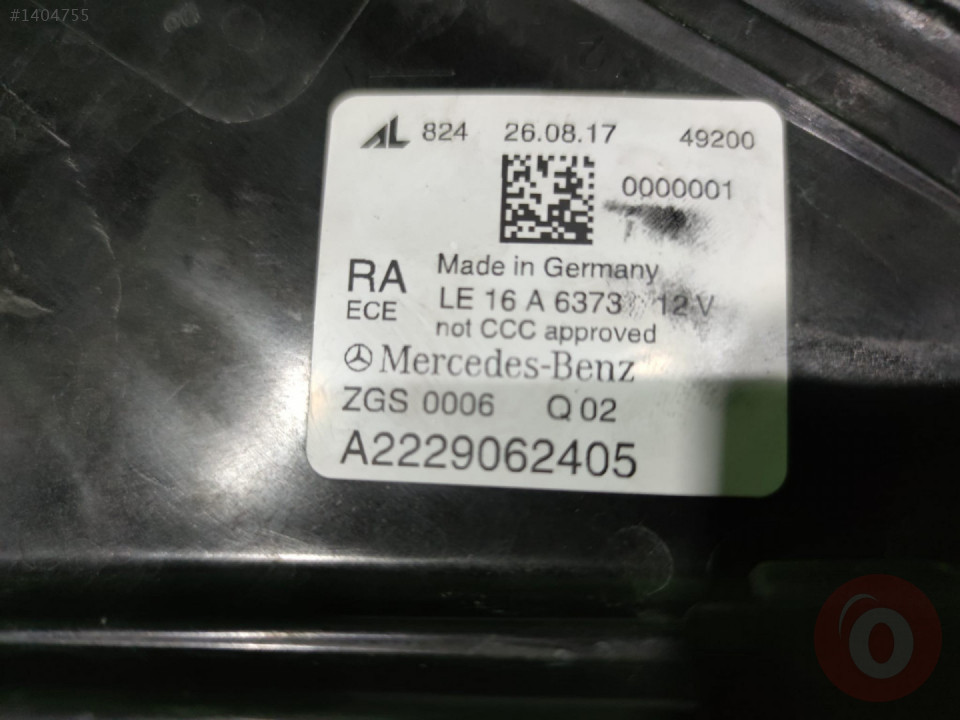 #1404755
AL 824 26.08.17 49200
0000001
RA Made in Germany
ECE LE 16 A 6373 12 V
not CCC approved
Mercedes-Benz
ZGS 0006 Q 02
A2229062405
O